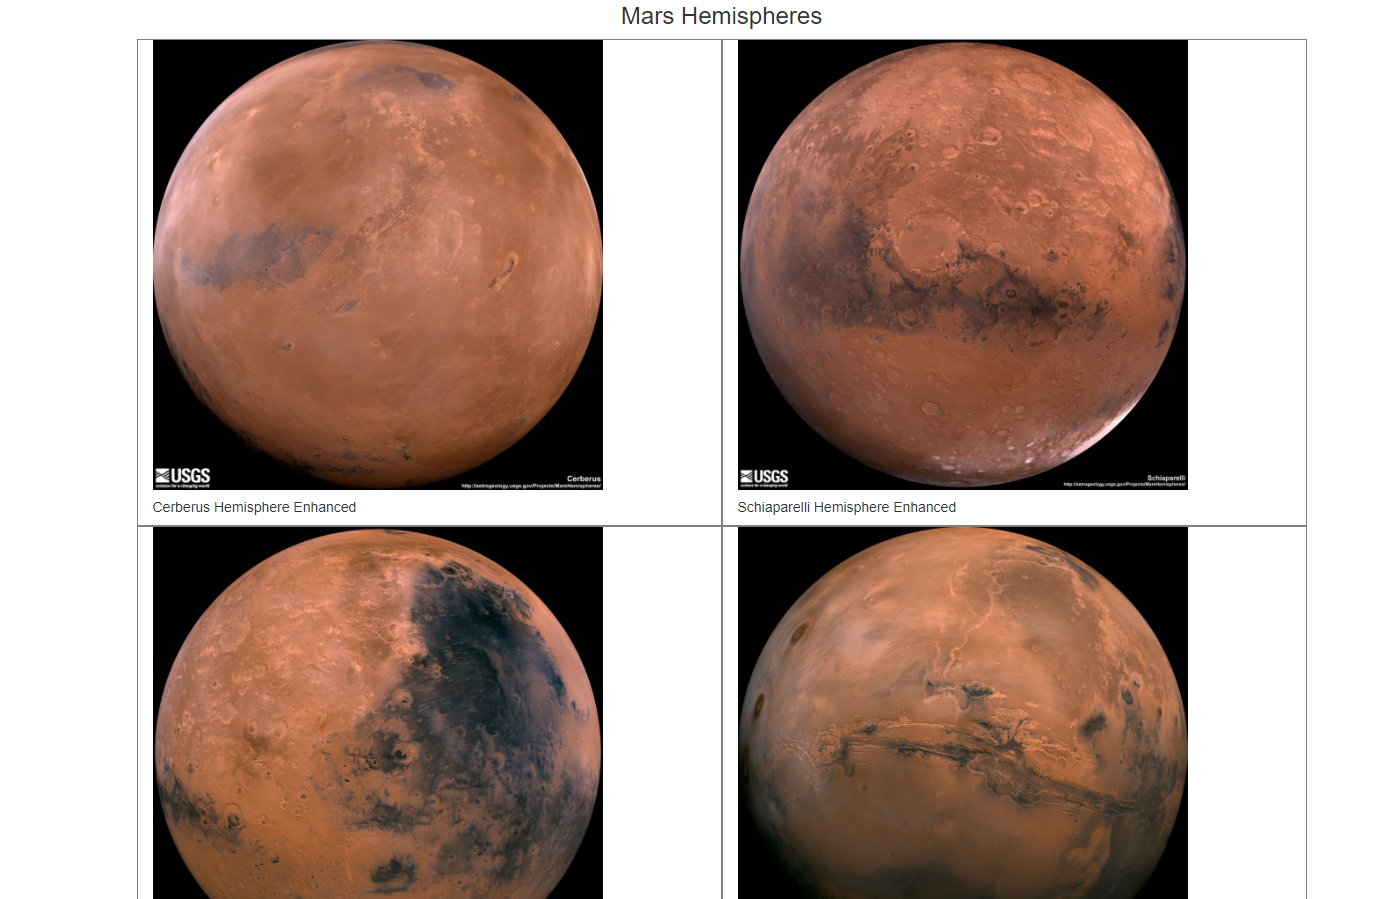 Mars Hemispheres
USGS
science for a changing world
Cerberus
http://astrogeology.usgs.gov/Projects/MarsHemispheres/
USGS
science for a changing world
Schiaparelli
http://astrogeology.usgs.gov/Projects/MarsHemispheres/
Cerberus Hemisphere Enhanced
Schiaparelli Hemisphere Enhanced